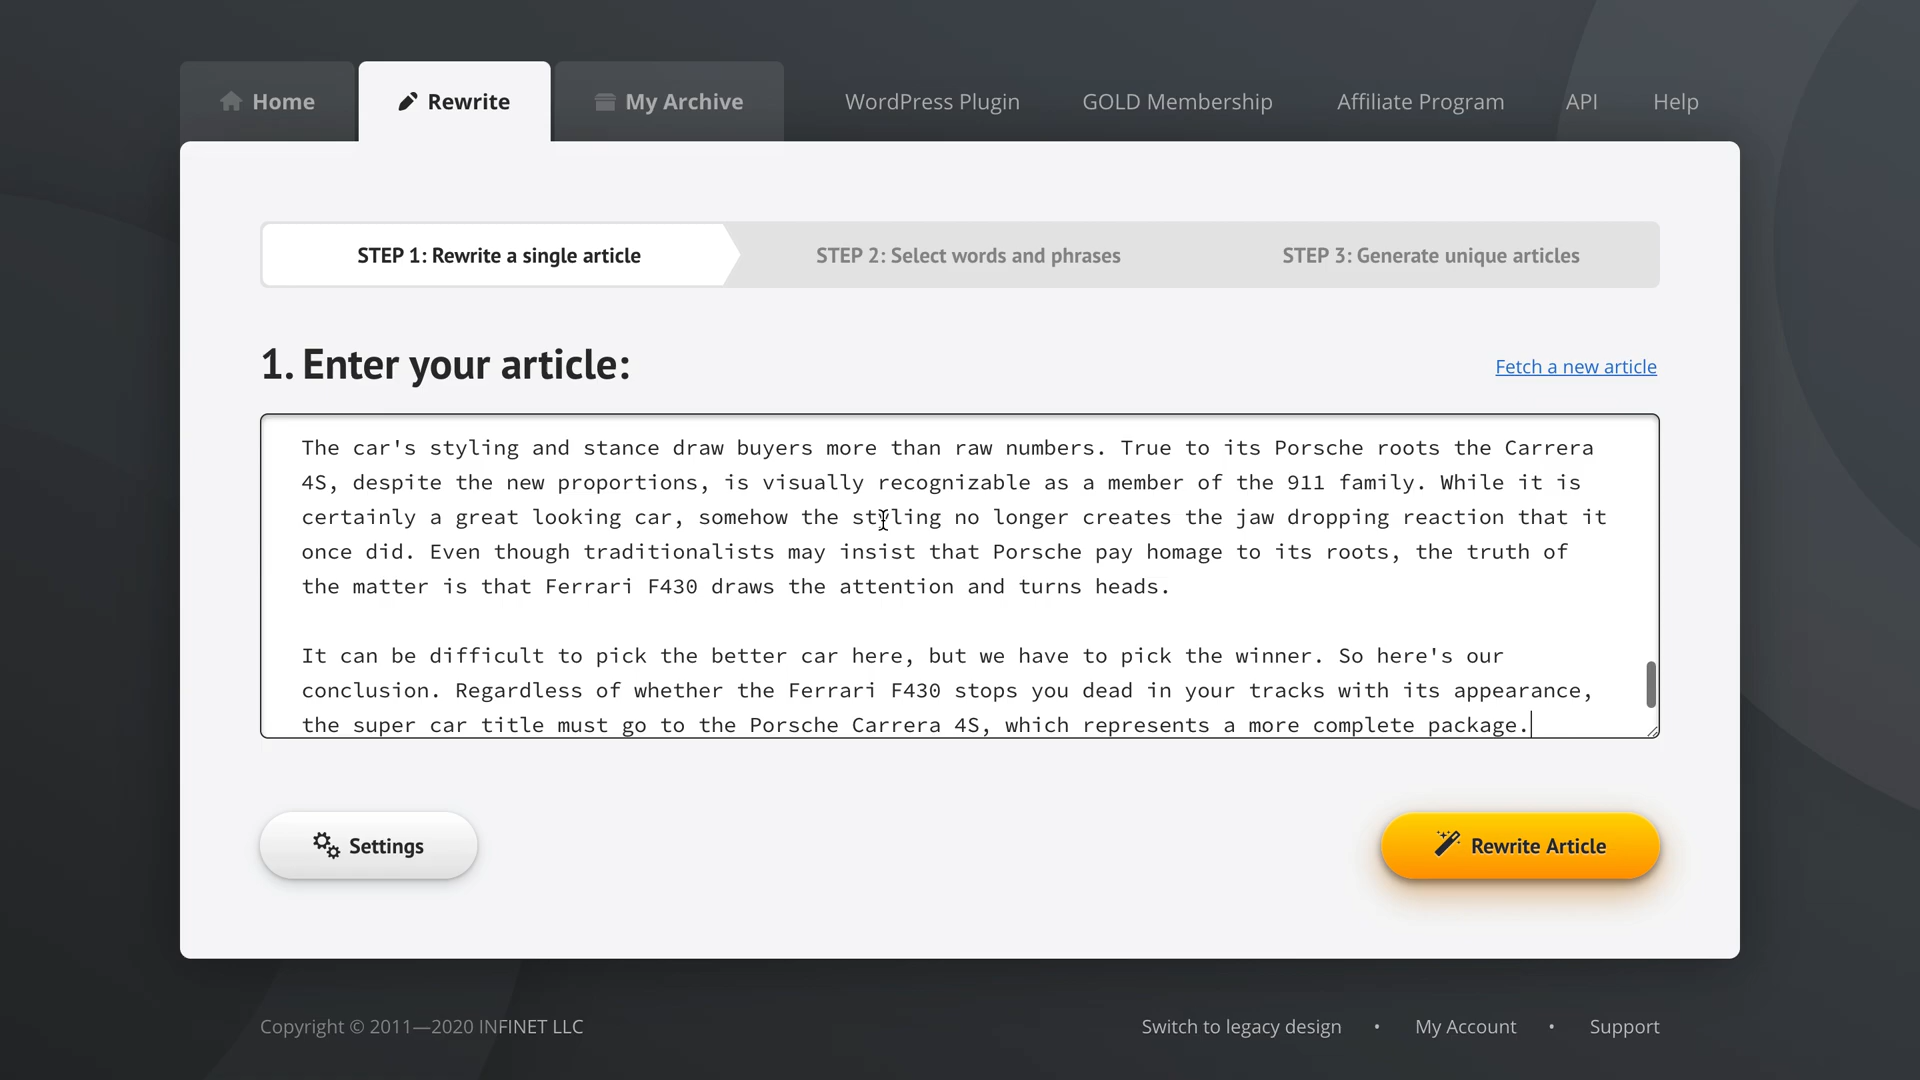 Home Rewrite My Archive WordPress Plugin GOLD Membership Affiliate Program API Help
STEP 1: Rewrite a single article STEP 2: Select words and phrases STEP 3: Generate unique articles
1. Enter your article:
Fetch a new article
The car's styling and stance draw buyers more than raw numbers. True to its Porsche roots the Carrera
4S, despite the new proportions, is visually recognizable as a member of the 911 family. While it is
certainly a great looking car, somehow the styling no longer creates the jaw dropping reaction that it
once did. Even though traditionalists may insist that Porsche pay homage to its roots, the truth of
the matter is that Ferrari F430 draws the attention and turns heads.
It can be difficult to pick the better car here, but we have to pick the winner. So here's our
conclusion. Regardless of whether the Ferrari F430 stops you dead in your tracks with its appearance,
the super car title must go to the Porsche Carrera 4S, which represents a more complete package.
Settings Rewrite Article
Copyright © 2011—2020 INFINET LLC Switch to legacy design • My Account • Support